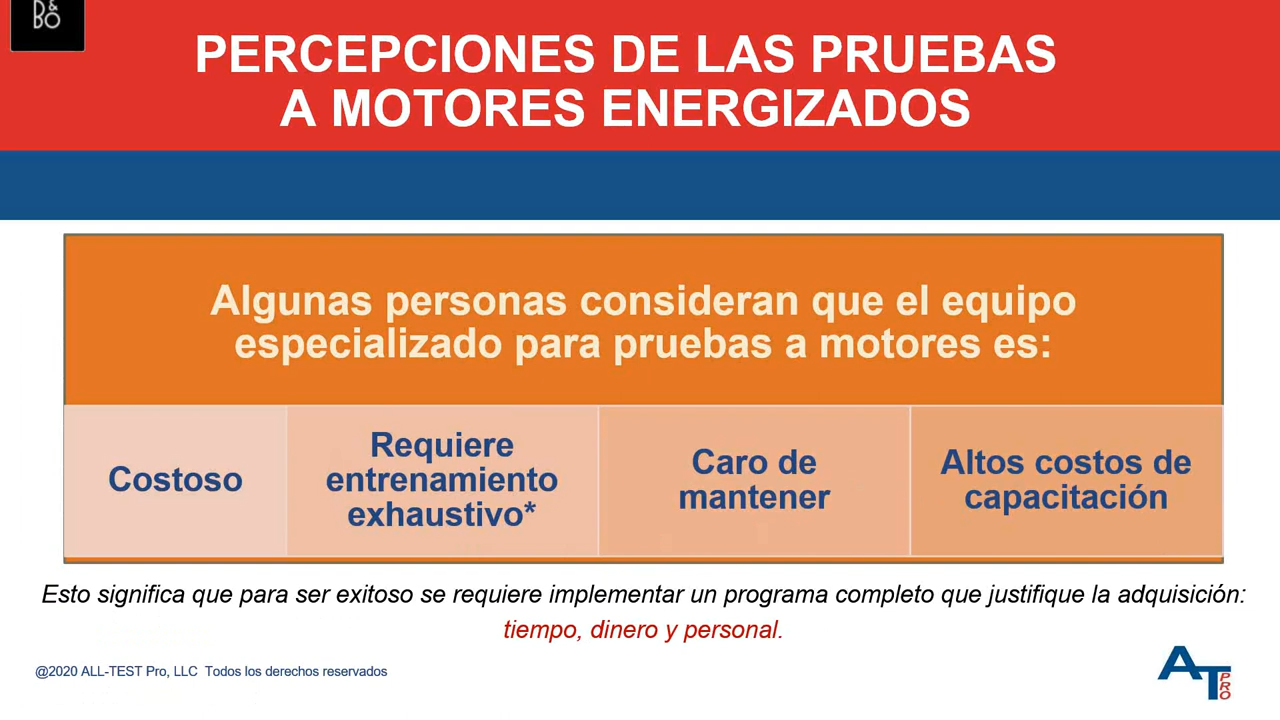 D&
BO
PERCEPCIONES DE LAS PRUEBAS
A MOTORES ENERGIZADOS
Algunas personas consideran que el equipo
especializado para pruebas a motores es:
Costoso
Requiere
entrenamiento
exhaustivo*
Caro de
mantener
Altos costos de
capacitación
Esto significa que para ser exitoso se requiere implementar un programa completo que justifique la adquisición:
tiempo, dinero y personal.
@2020 ALL-TEST Pro, LLC Todos los derechos reservados
AT
PRO